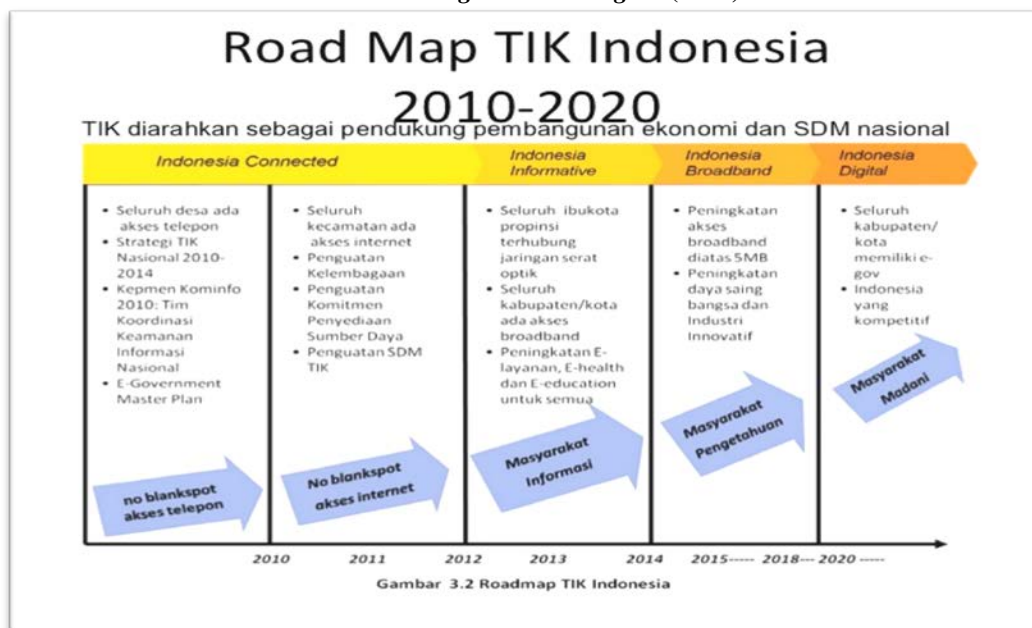 Road Map TIK Indonesia
2010-2020
TIK diarahkan sebagai pendukung pembangunan ekonomi dan SDM nasional
Indonesia Connected
Indonesia
Informative
Indonesia
Broadband
Indonesia
Digital
• Seluruh desa ada
akses telepon
• Strategi TIK
Nasional 2010-
2014
• Kepmen Kominfo
2010: Tim
Koordinasi
Keamanan
Informasi
Nasional
• E-Government
Master Plan
• Seluruh
kecamatan ada
akses internet
• Penguatan
Kelembagaan
• Penguatan
Komitmen
Penyediaan
Sumber Daya
• Penguatan SDM
TIK
• Seluruh ibukota
propinsi
terhubung
jaringan serat
optik
• Seluruh
kabupaten/kota
ada akses
broadband
• Peningkatan E-
layanan, E-health
dan E-education
untuk semua
• Peningkatan
akses
broadband
diatas 5MB
• Peningkatan
daya saing
bangsa dan
Industri
Innovatif
• Seluruh
kabupaten/
kota
memiliki e-
gov
• Indonesia
yang
kompetitif
no blankspot
akses telepon
No blankspot
akses internet
Masyarakat
Informasi
Masyarakat
Pengetahuan
Masyarakat
Madani
2010 2011 2012 2013 2014 2015----- 2018--- 2020 -----
Gambar 3.2 Roadmap TIK Indonesia